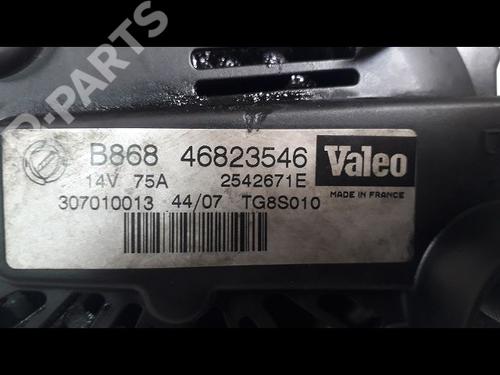 B-PARTS
B868 46823546 Valeo
14V 75A 2542671E MADE IN FRANCE
307010013 44/07 TG8S010